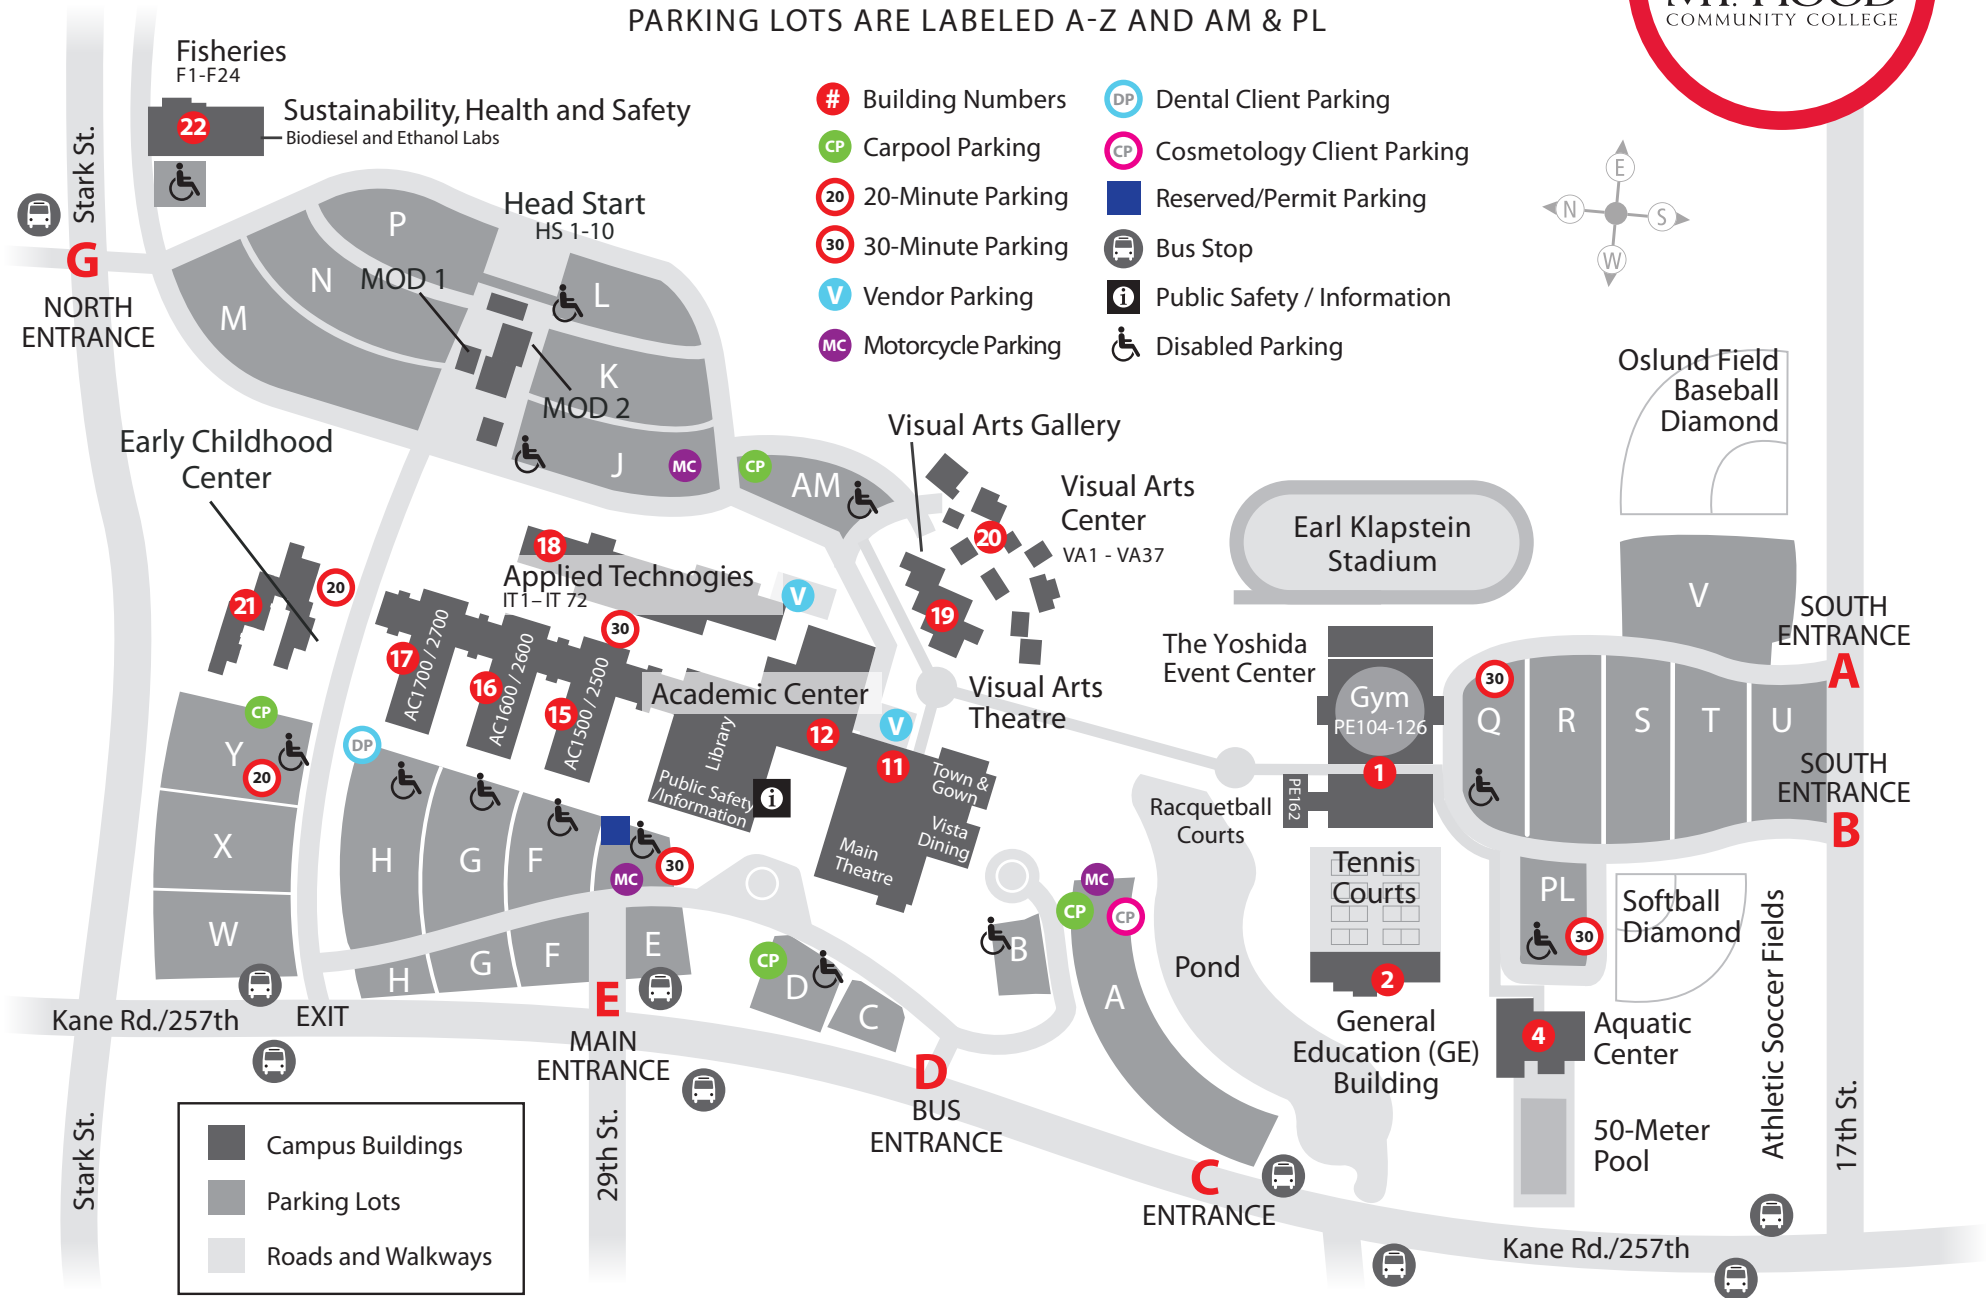 PARKING LOTS ARE LABELED A-Z AND AM & PL
COMMUNITY COLLEGE
Fisheries
F1-F24
Sustainability, Health and Safety
Biodiesel and Ethanol Labs
22
# Building Numbers
CP Carpool Parking
20 20-Minute Parking
30 30-Minute Parking
V Vendor Parking
MC Motorcycle Parking
DP Dental Client Parking
CP Cosmetology Client Parking
Reserved/Permit Parking
Bus Stop
i Public Safety / Information
Disabled Parking
E
N
S
W
Stark St.
G
NORTH
ENTRANCE
Head Start
HS 1-10
P
N
M
L
K
J
MOD 1
MOD 2
MC
CP
AM
Early Childhood
Center
21
20
Visual Arts Gallery
Visual Arts
Center
VA1 - VA37
20
19
Earl Klapstein
Stadium
Oslund Field
Baseball
Diamond
18
Applied Technogies
IT1– IT 72
V
30
17
AC1700 / 2700
16
AC1600 / 2600
15
AC1500 / 2500
Academic Center
Library
Public Safety
/Information
i
12
V
11
Town &
Gown
Vista
Dining
Main
Theatre
Visual Arts
Theatre
The Yoshida
Event Center
Gym
PE104-126
1
PE162
Racquetball
Courts
V
SOUTH
ENTRANCE
A
30
Q
R
S
T
U
SOUTH
ENTRANCE
B
CP
Y
20
X
W
DP
H
G
F
MC
30
H
G
F
E
CP
D
C
B
MC
CP
CP
A
Pond
Tennis
Courts
2
General
Education (GE)
Building
PL
30
Softball
Diamond
4
Aquatic
Center
50-Meter
Pool
Athletic Soccer Fields
17th St.
Kane Rd./257th
EXIT
E
MAIN
ENTRANCE
29th St.
D
BUS
ENTRANCE
C
ENTRANCE
Kane Rd./257th
Stark St.
Campus Buildings
Parking Lots
Roads and Walkways